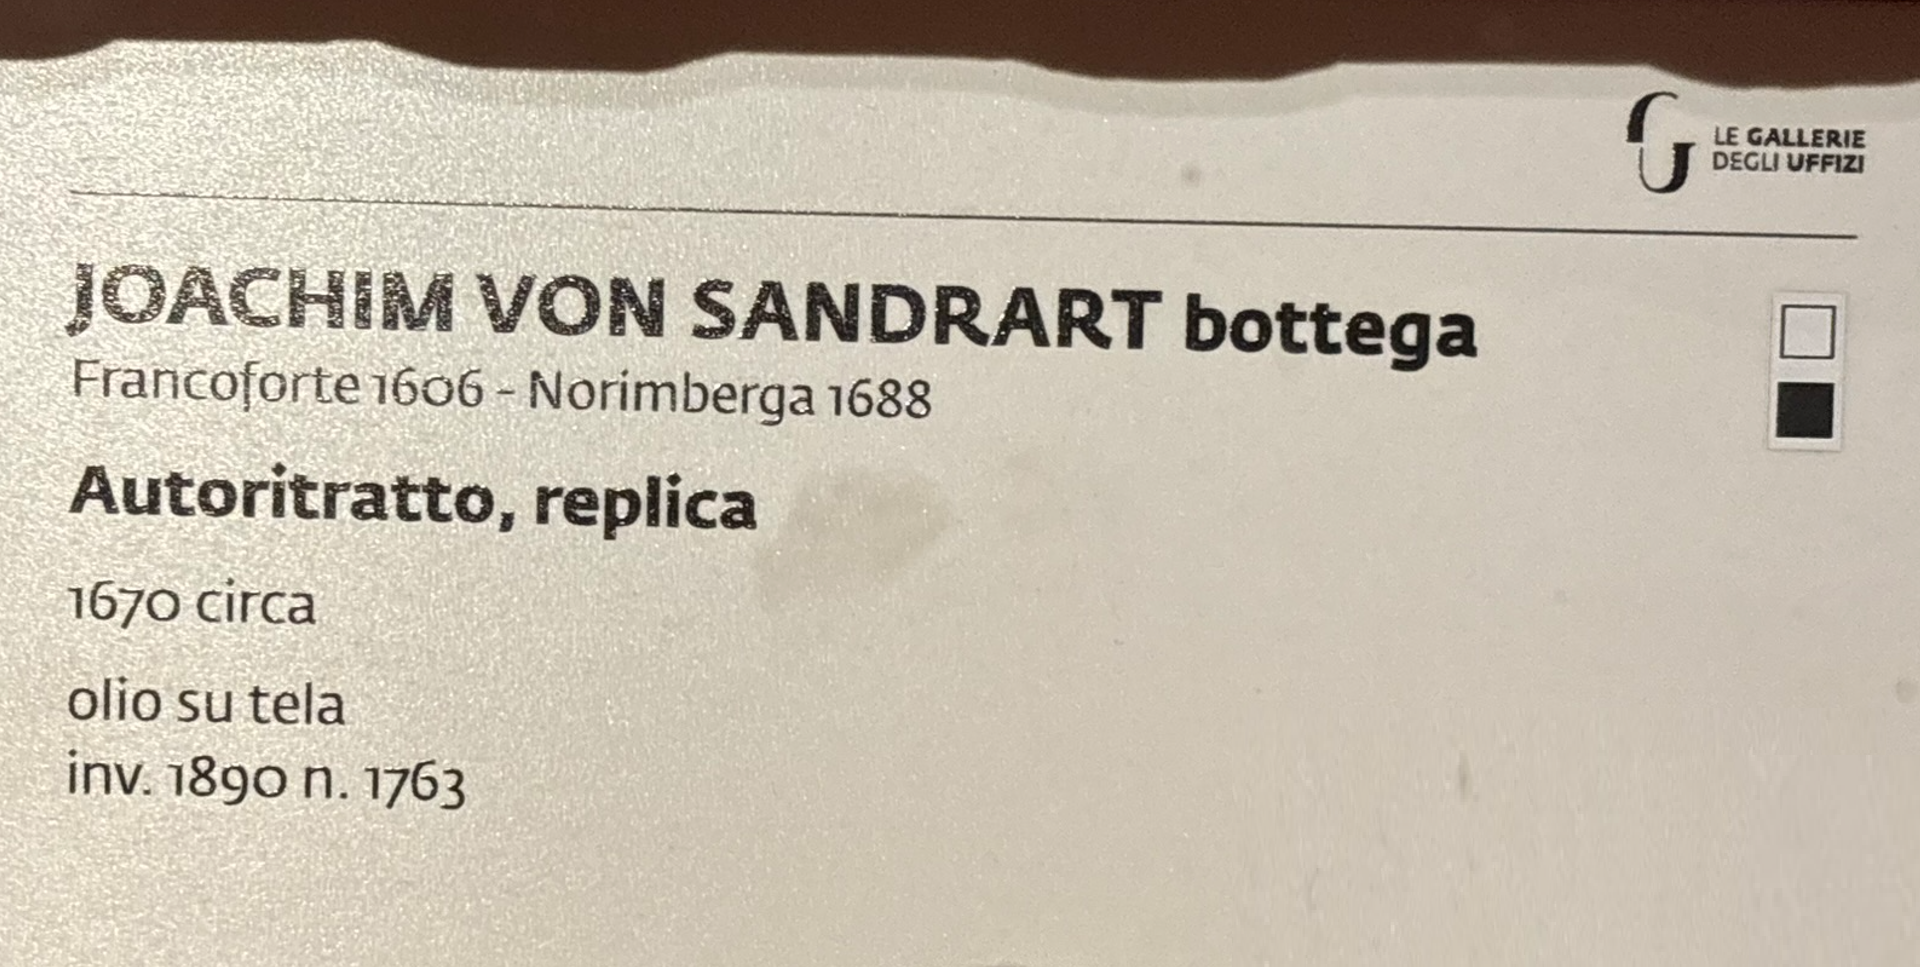 LE GALLERIE
DEGLI UFFIZI
JOACHIM VON SANDRART bottega
Francoforte 1606 - Norimberga 1688
Autoritratto, replica
1670 circa
olio su tela
inv. 1890 n. 1763